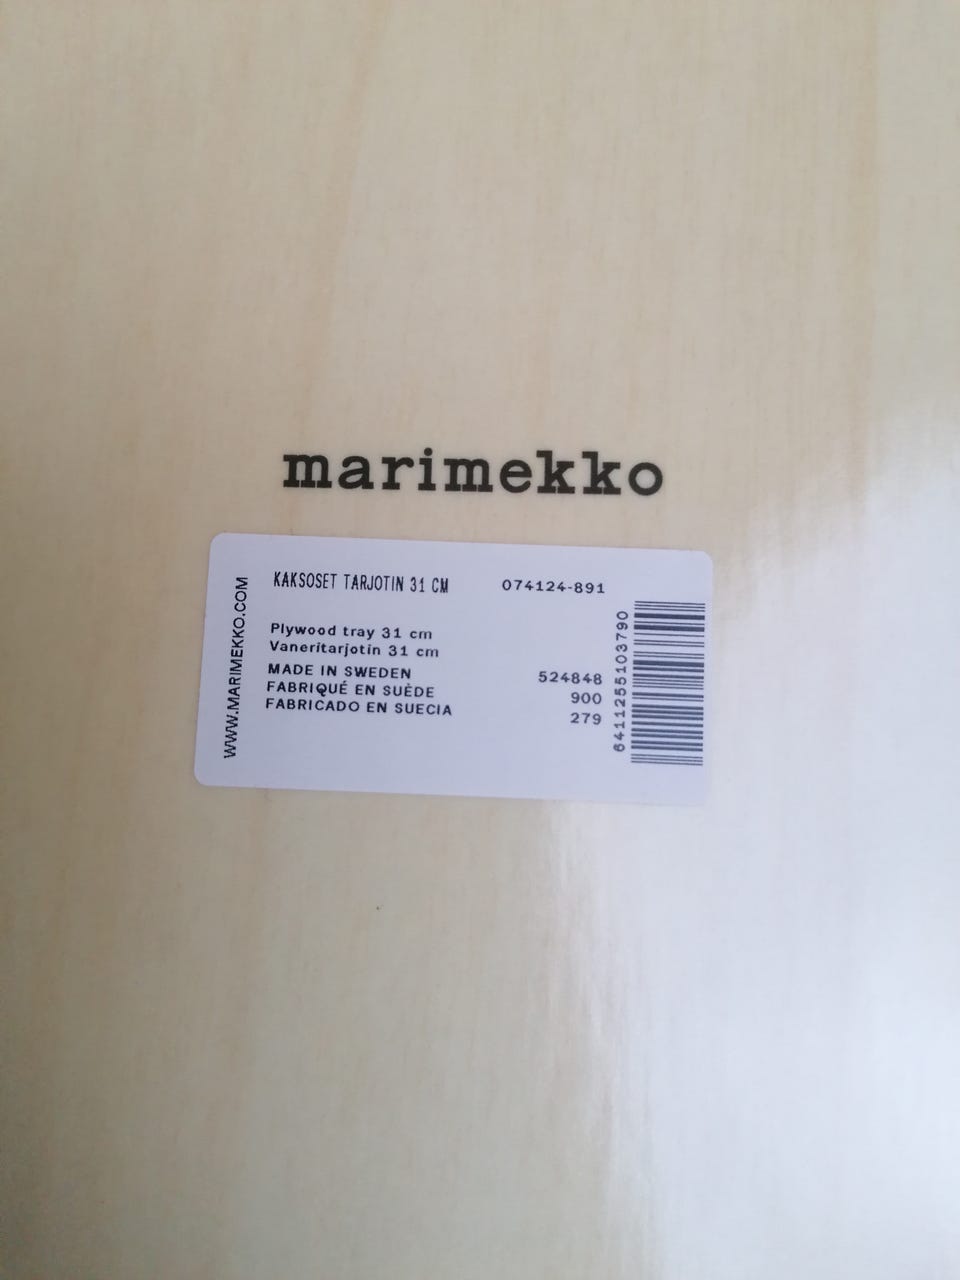 marimekko
WWW.MARIMEKKO.COM
KAKSOSET TARJOTIN 31 CM
074124-891
Plywood tray 31 cm
Vaneritarjotin 31 cm
MADE IN SWEDEN
FABRIQUÉ EN SUÈDE
FABRICADO EN SUECIA
524848
900
279
6411255103790